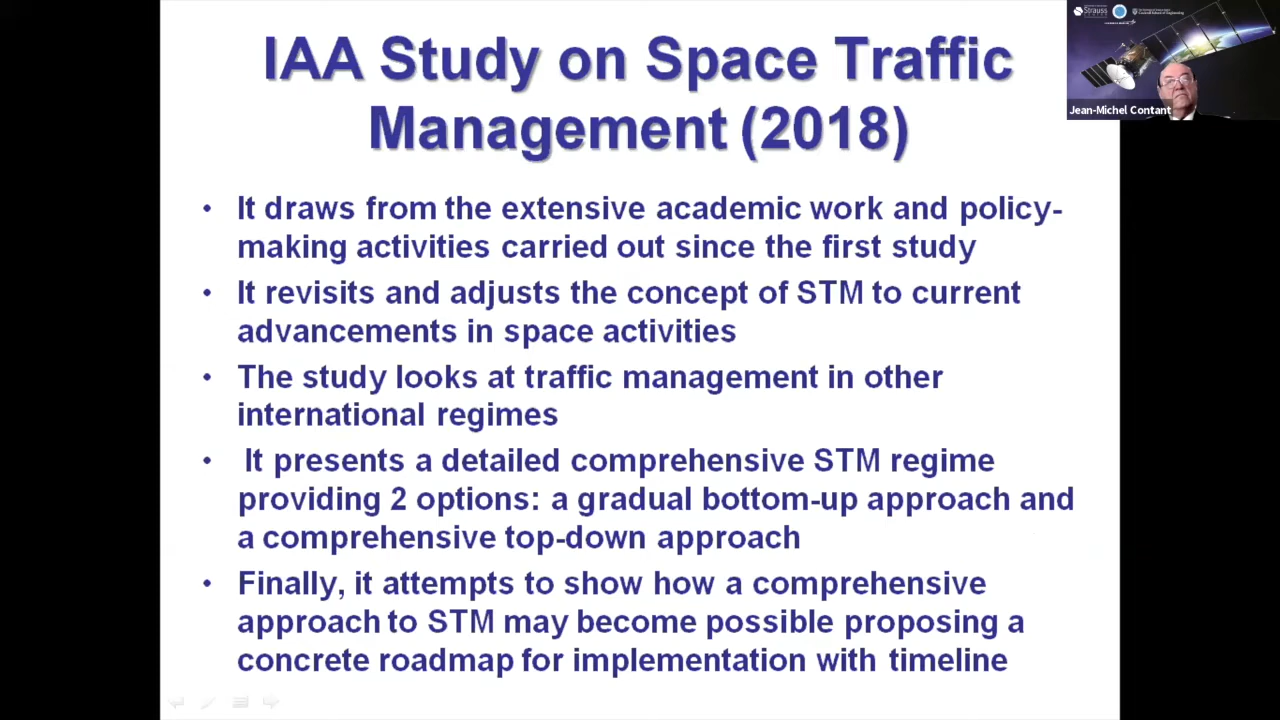 IAA Study on Space Traffic
Management (2018)
• It draws from the extensive academic work and policy-
making activities carried out since the first study
• It revisits and adjusts the concept of STM to current
advancements in space activities
• The study looks at traffic management in other
international regimes
• It presents a detailed comprehensive STM regime
providing 2 options: a gradual bottom-up approach and
a comprehensive top-down approach
• Finally, it attempts to show how a comprehensive
approach to STM may become possible proposing a
concrete roadmap for implementation with timeline
Strauss
Jean-Michel Contant